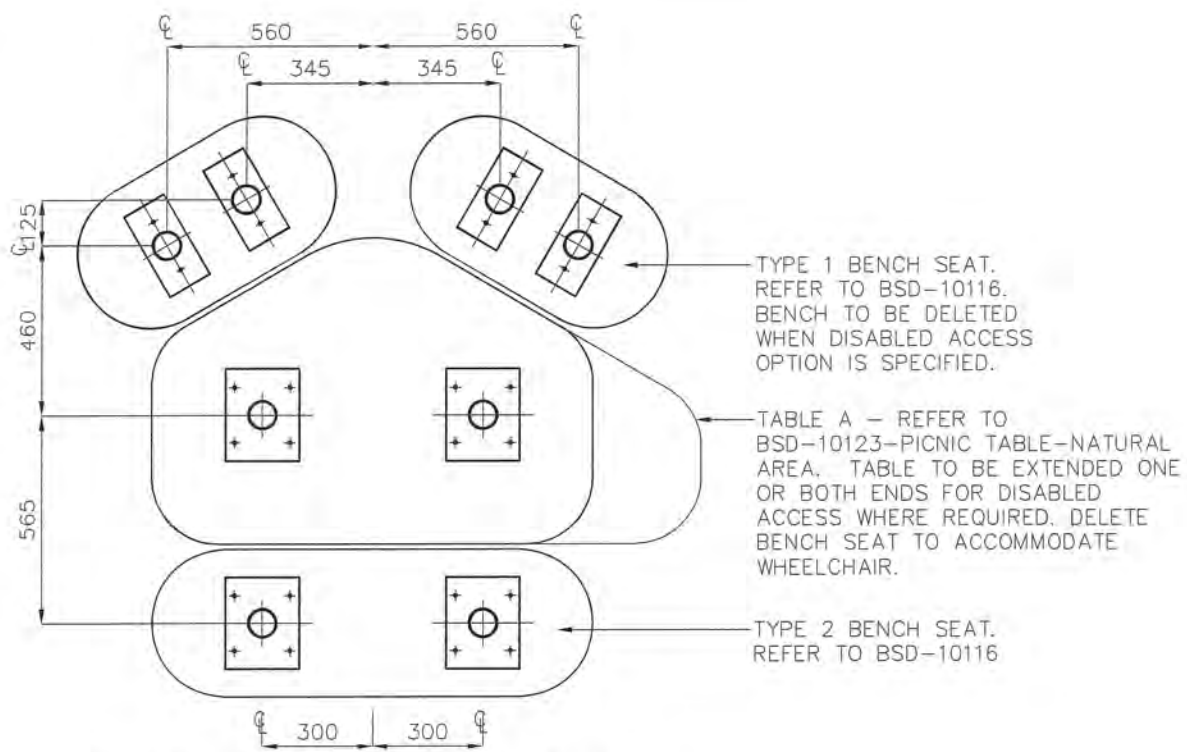 ℄ 560 560
℄ 345 345 ℄
125
℄
460
565
TYPE 1 BENCH SEAT.
REFER TO BSD-10116.
BENCH TO BE DELETED
WHEN DISABLED ACCESS
OPTION IS SPECIFIED.
TABLE A - REFER TO
BSD-10123-PICNIC TABLE-NATURAL
AREA. TABLE TO BE EXTENDED ONE
OR BOTH ENDS FOR DISABLED
ACCESS WHERE REQUIRED. DELETE
BENCH SEAT TO ACCOMMODATE
WHEELCHAIR.
TYPE 2 BENCH SEAT.
REFER TO BSD-10116
℄ 300 300 ℄